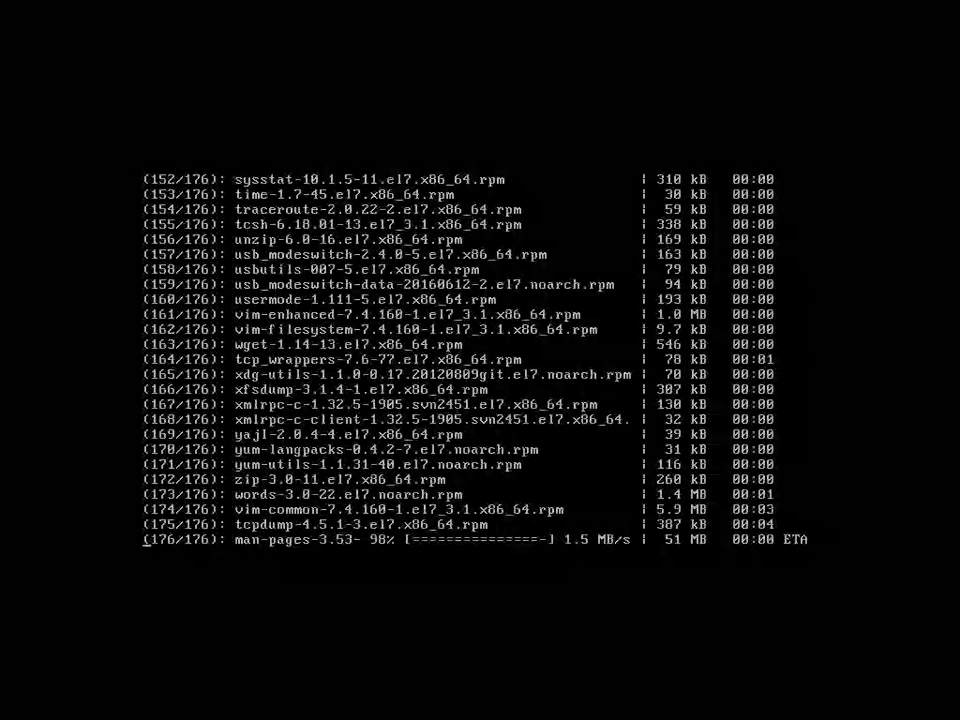 (152/176): sysstat-10.1.5-11.el7.x86_64.rpm | 310 kB 00:00
(153/176): time-1.7-45.el7.x86_64.rpm | 30 kB 00:00
(154/176): traceroute-2.0.22-2.el7.x86_64.rpm | 59 kB 00:00
(155/176): tcsh-6.18.01-13.el7_3.1.x86_64.rpm | 338 kB 00:00
(156/176): unzip-6.0-16.el7.x86_64.rpm | 169 kB 00:00
(157/176): usb_modeswitch-2.4.0-5.el7.x86_64.rpm | 163 kB 00:00
(158/176): usbutils-007-5.el7.x86_64.rpm | 79 kB 00:00
(159/176): usb_modeswitch-data-20160612-2.el7.noarch.rpm | 94 kB 00:00
(160/176): usermode-1.111-5.el7.x86_64.rpm | 193 kB 00:00
(161/176): vim-enhanced-7.4.160-1.el7_3.1.x86_64.rpm | 1.0 MB 00:00
(162/176): vim-filesystem-7.4.160-1.el7_3.1.x86_64.rpm | 9.7 kB 00:00
(163/176): wget-1.14-13.el7.x86_64.rpm | 546 kB 00:00
(164/176): tcp_wrappers-7.6-77.el7.x86_64.rpm | 78 kB 00:01
(165/176): xdg-utils-1.1.0-0.17.20120809git.el7.noarch.rpm | 70 kB 00:00
(166/176): xfsdump-3.1.4-1.el7.x86_64.rpm | 307 kB 00:00
(167/176): xmlrpc-c-1.32.5-1905.svn2451.el7.x86_64.rpm | 130 kB 00:00
(168/176): xmlrpc-c-client-1.32.5-1905.svn2451.el7.x86_64. | 32 kB 00:00
(169/176): yajl-2.0.4-4.el7.x86_64.rpm | 39 kB 00:00
(170/176): yum-langpacks-0.4.2-7.el7.noarch.rpm | 31 kB 00:00
(171/176): yum-utils-1.1.31-40.el7.noarch.rpm | 116 kB 00:00
(172/176): zip-3.0-11.el7.x86_64.rpm | 260 kB 00:00
(173/176): words-3.0-22.el7.noarch.rpm | 1.4 MB 00:01
(174/176): vim-common-7.4.160-1.el7_3.1.x86_64.rpm | 5.9 MB 00:03
(175/176): tcpdump-4.5.1-3.el7.x86_64.rpm | 387 kB 00:04
(176/176): man-pages-3.53- 98% [===============-] 1.5 MB/s | 51 MB 00:00 ETA